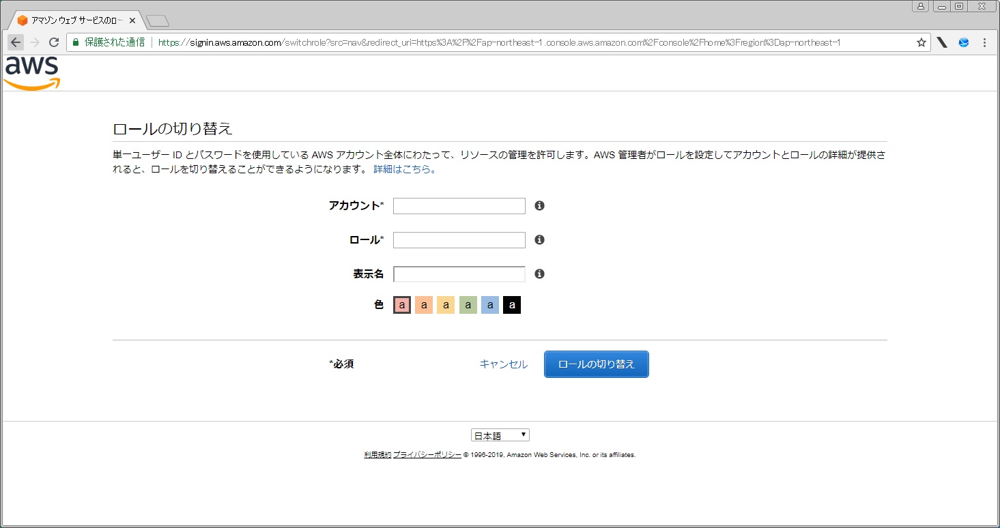 アマゾン ウェブ サービスのロー
保護された通信 https://signin.aws.amazon.com/switchrole?src=nav&redirect_uri=https%3A%2F%2Fap-northeast-1.console.aws.amazon.com%2Fconsole%2Fhome%3Fregion%3Dap-northeast-1
aws
ロールの切り替え
単一ユーザー ID とパスワードを使用している AWS アカウント全体にわたって、リソースの管理を許可します。AWS 管理者がロールを設定してアカウントとロールの詳細が提供さ
れると、ロールを切り替えることができるようになります。 詳細はこちら。
アカウント*
ロール*
表示名
色 a a a a a a
*必須 キャンセル ロールの切り替え
日本語
利用規約 プライバシーポリシー © 1996-2019, Amazon Web Services, Inc. or its affiliates.